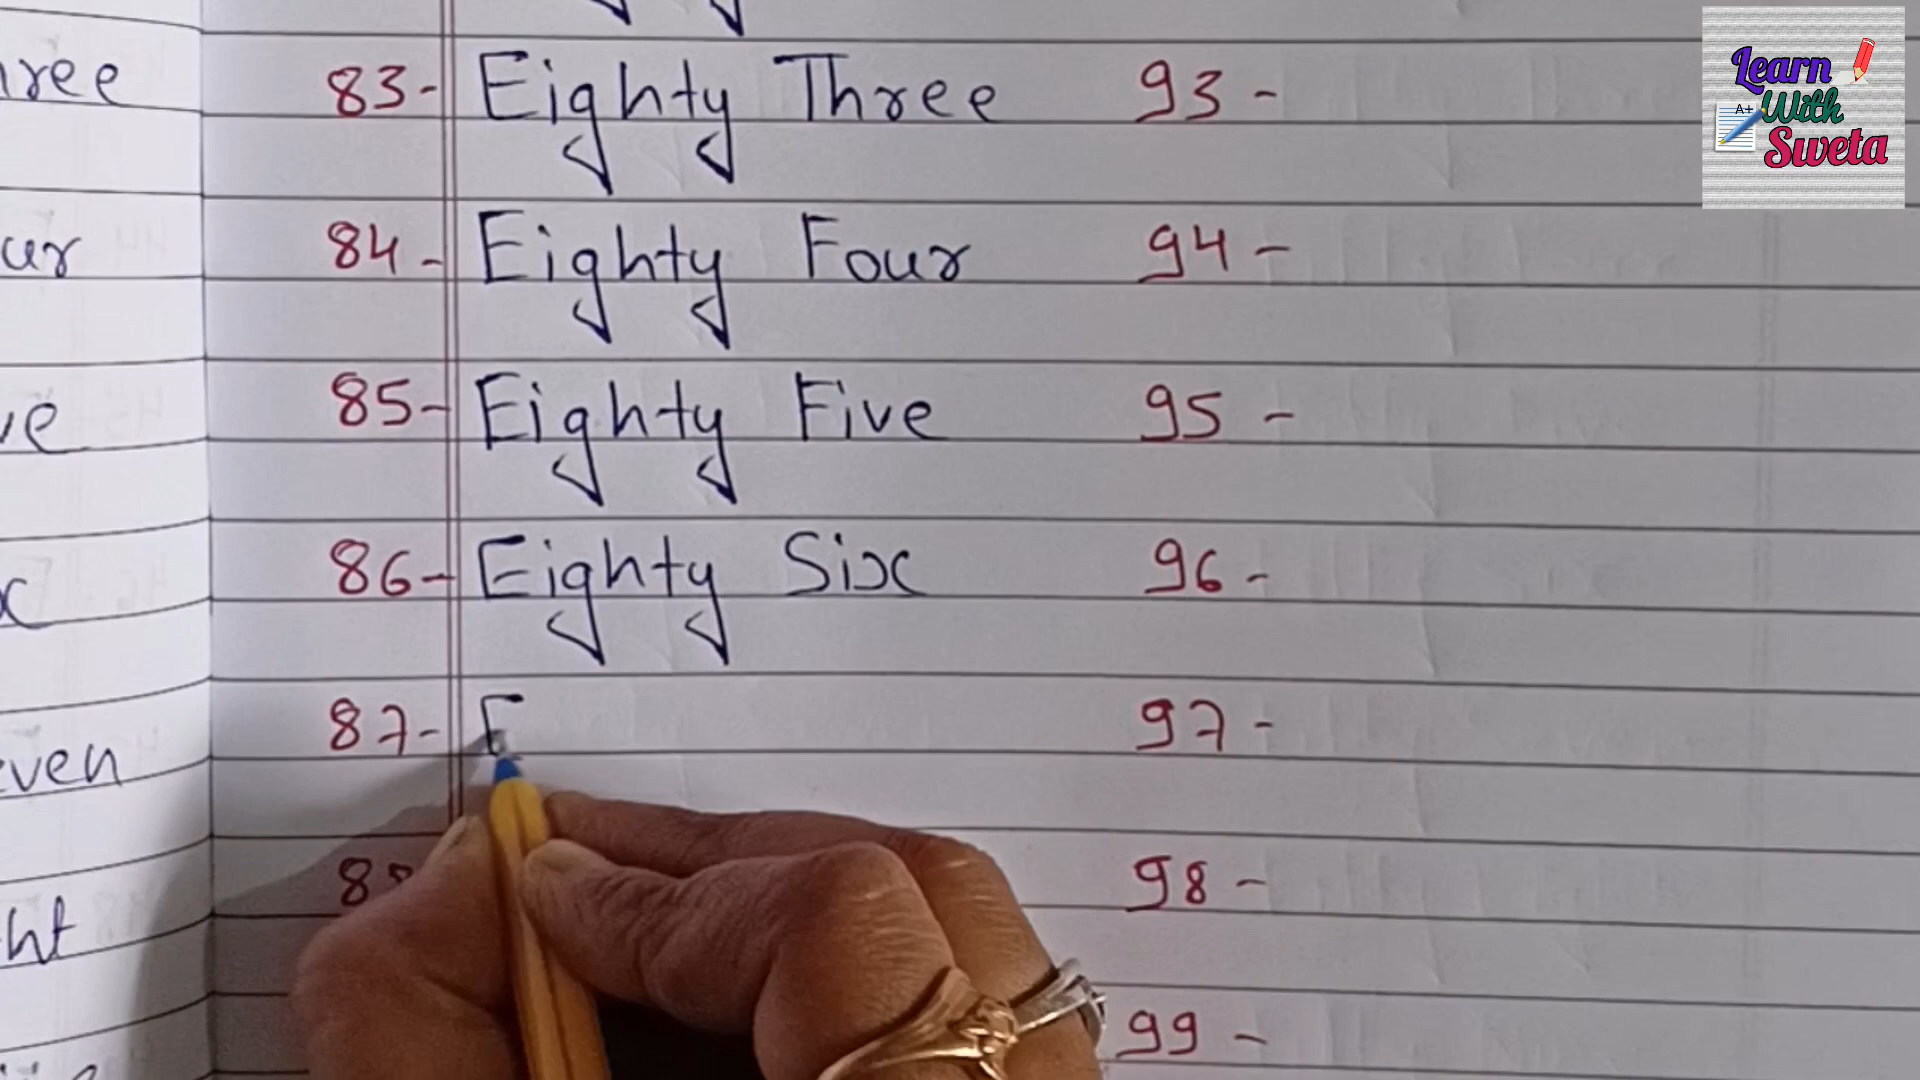 83- Eighty Three 93-
84- Eighty Four 94-
85- Eighty Five 95-
86- Eighty Six 96-
87- E 97-
98-
99-
Learn
With
Sweta
A+